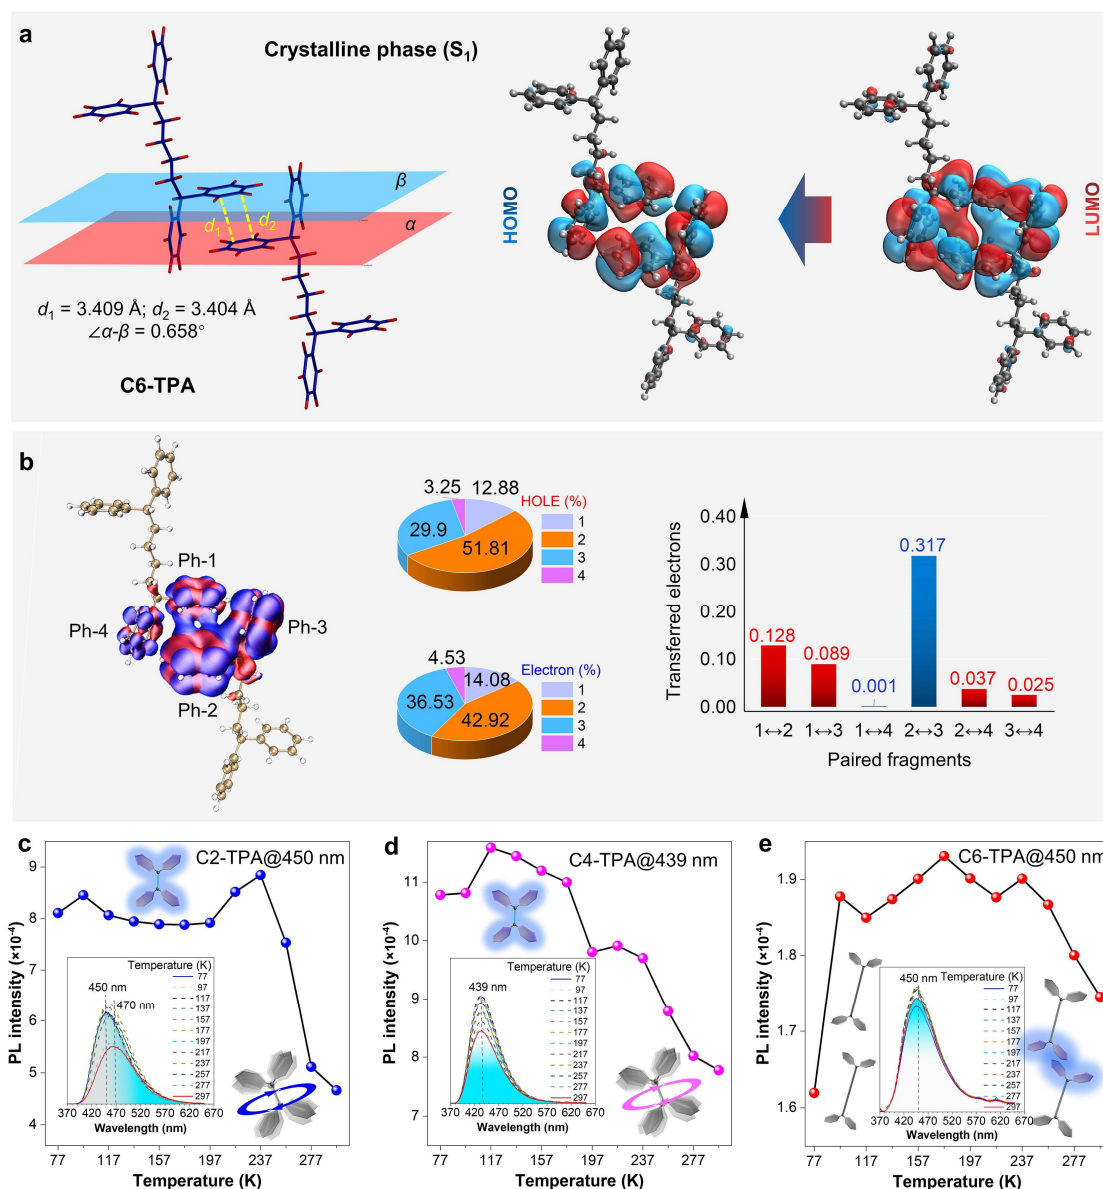 a
Crystalline phase (S1)
β
α
d1
d2
d1 = 3.409 Å; d2 = 3.404 Å
∠α-β = 0.658°
C6-TPA
HOMO
LUMO
b
Ph-1
Ph-4
Ph-3
Ph-2
3.25
12.88
29.9
51.81
HOLE (%)
1
2
3
4
4.53
14.08
36.53
42.92
Electron (%)
1
2
3
4
Transferred electrons
0.40
0.30
0.20
0.10
0.00
0.128
0.089
0.001
0.317
0.037
0.025
1↔2
1↔3
1↔4
2↔3
2↔4
3↔4
Paired fragments
c
C2-TPA@450 nm
PL intensity (×10⁻⁴)
9
8
7
6
5
4
450 nm
470 nm
Temperature (K)
77
97
117
137
157
177
197
217
237
257
277
297
370 420 470 520 570 620 670
Wavelength (nm)
77 117 157 197 237 277
Temperature (K)
d
C4-TPA@439 nm
PL intensity (×10⁻⁴)
11
10
9
8
7
439 nm
Temperature (K)
77
97
117
137
157
177
197
217
237
257
277
297
370 420 470 520 570 620 670
Wavelength (nm)
77 117 157 197 237 277
Temperature (K)
e
C6-TPA@450 nm
PL intensity (×10⁻⁴)
1.9
1.8
1.7
1.6
450 nm
Temperature (K)
77
97
117
137
157
177
197
217
237
257
277
297
370 420 470 520 570 620 670
Wavelength (nm)
77 117 157 197 237 277
Temperature (K)